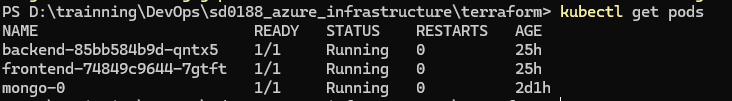 PS D:\trainning\DevOps\sd0188_azure_infrastructure\terraform> kubectl get pods
NAME READY STATUS RESTARTS AGE
backend-85bb584b9d-qntx5 1/1 Running 0 25h
frontend-74849c9644-7gtft 1/1 Running 0 25h
mongo-0 1/1 Running 0 2d1h